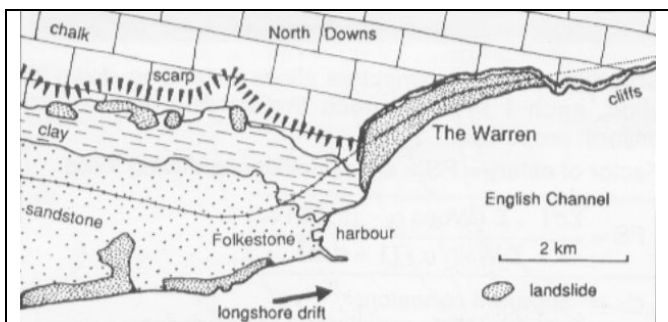 chalk
North Downs
scarp
cliffs
clay
The Warren
English Channel
sandstone
Folkestone
harbour
2 km
landslide
longshore drift